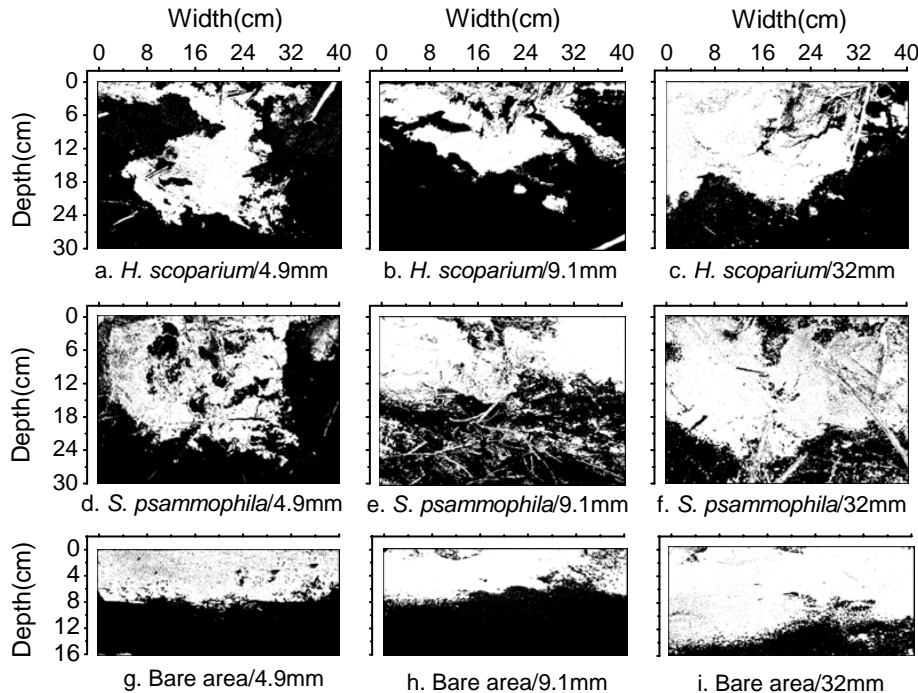 Width(cm) Width(cm) Width(cm)
0 8 16 24 32 40 0 8 16 24 32 40 0 8 16 24 32 40
Depth(cm)
0
6
12
18
24
30
a. H. scoparium/4.9mm b. H. scoparium/9.1mm c. H. scoparium/32mm
Depth(cm)
0
6
12
18
24
30
d. S. psammophila/4.9mm e. S. psammophila/9.1mm f. S. psammophila/32mm
Depth(cm)
0
4
8
12
16
g. Bare area/4.9mm h. Bare area/9.1mm i. Bare area/32mm